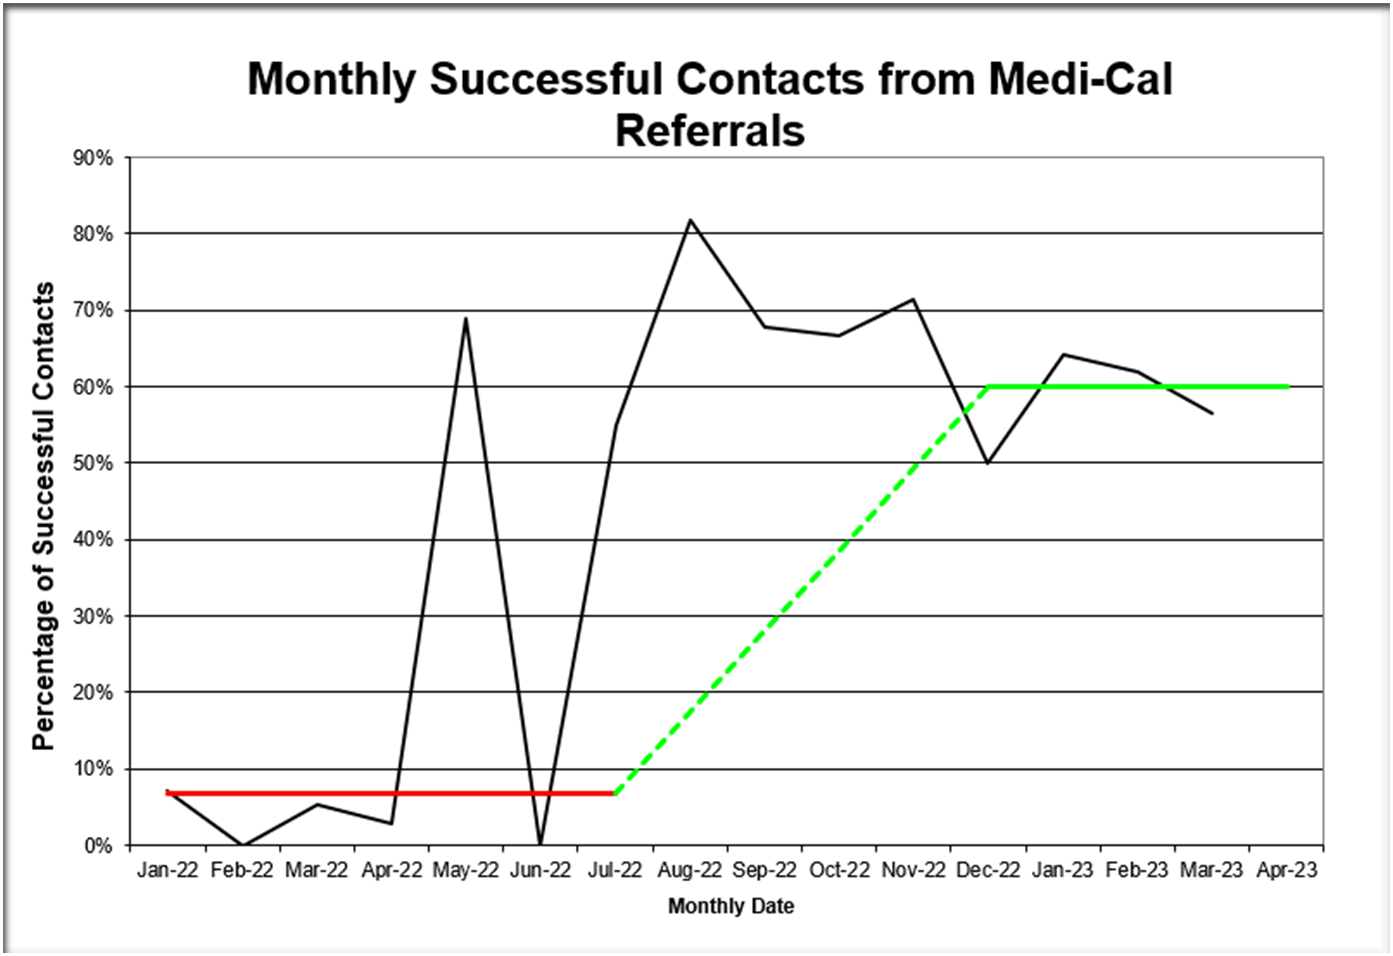 Monthly Successful Contacts from Medi-Cal
Referrals
Percentage of Successful Contacts
90%
80%
70%
60%
50%
40%
30%
20%
10%
0%
Jan-22 Feb-22 Mar-22 Apr-22 May-22 Jun-22 Jul-22 Aug-22 Sep-22 Oct-22 Nov-22 Dec-22 Jan-23 Feb-23 Mar-23 Apr-23
Monthly Date